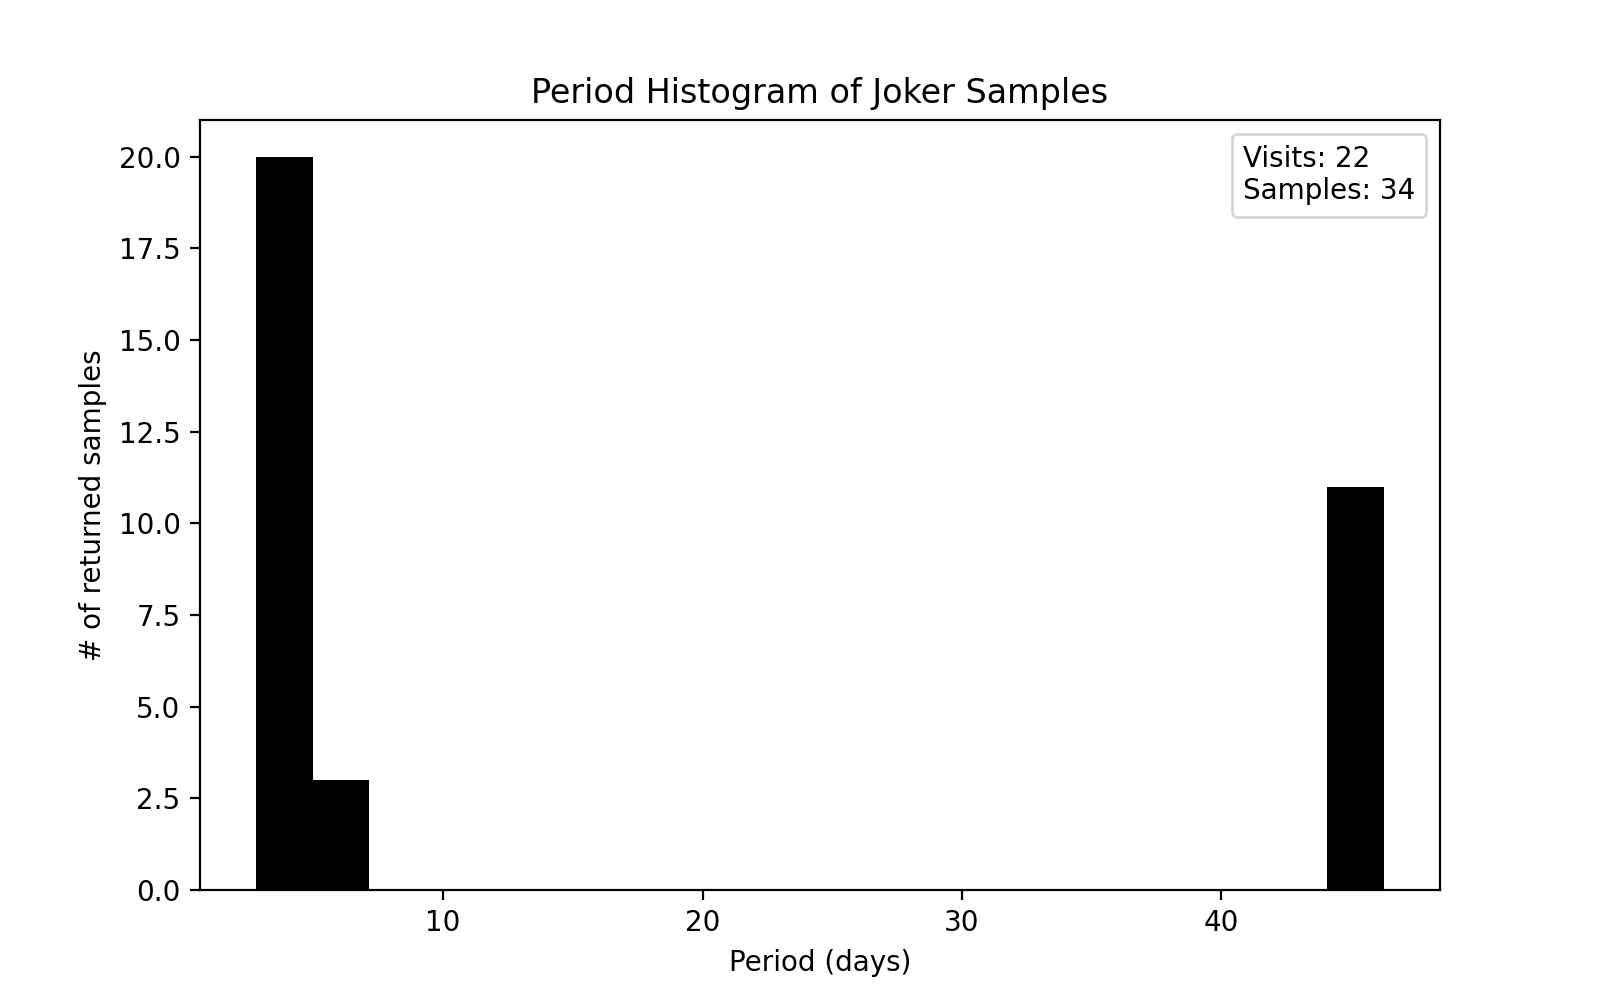 Period Histogram of Joker Samples
Visits: 22
Samples: 34
# of returned samples
20.0
17.5
15.0
12.5
10.0
7.5
5.0
2.5
0.0
10 20 30 40
Period (days)